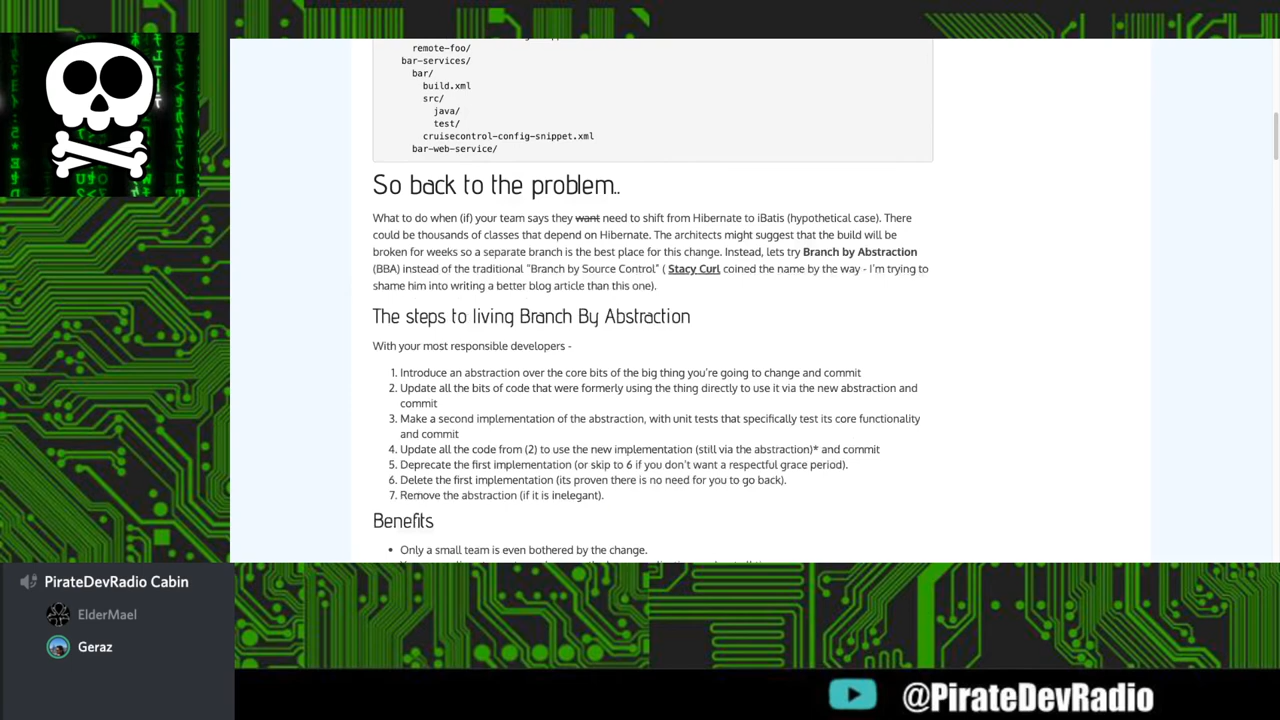 remote-foo/
bar-services/
bar/
build.xml
src/
java/
test/
cruisecontrol-config-snippet.xml
bar-web-service/
So back to the problem..
What to do when (if) your team says they want need to shift from Hibernate to iBatis (hypothetical case). There
could be thousands of classes that depend on Hibernate. The architects might suggest that the build will be
broken for weeks so a separate branch is the best place for this change. Instead, lets try Branch by Abstraction
(BBA) instead of the traditional “Branch by Source Control” ( Stacy Curl coined the name by the way - I’m trying to
shame him into writing a better blog article than this one).
The steps to living Branch By Abstraction
With your most responsible developers -
1. Introduce an abstraction over the core bits of the big thing you’re going to change and commit
2. Update all the bits of code that were formerly using the thing directly to use it via the new abstraction and
commit
3. Make a second implementation of the abstraction, with unit tests that specifically test its core functionality
and commit
4. Update all the code from (2) to use the new implementation (still via the abstraction)* and commit
5. Deprecate the first implementation (or skip to 6 if you don’t want a respectful grace period).
6. Delete the first implementation (its proven there is no need for you to go back).
7. Remove the abstraction (if it is inelegant).
Benefits
• Only a small team is even bothered by the change.
PirateDevRadio Cabin
ElderMael
Geraz
@PirateDevRadio